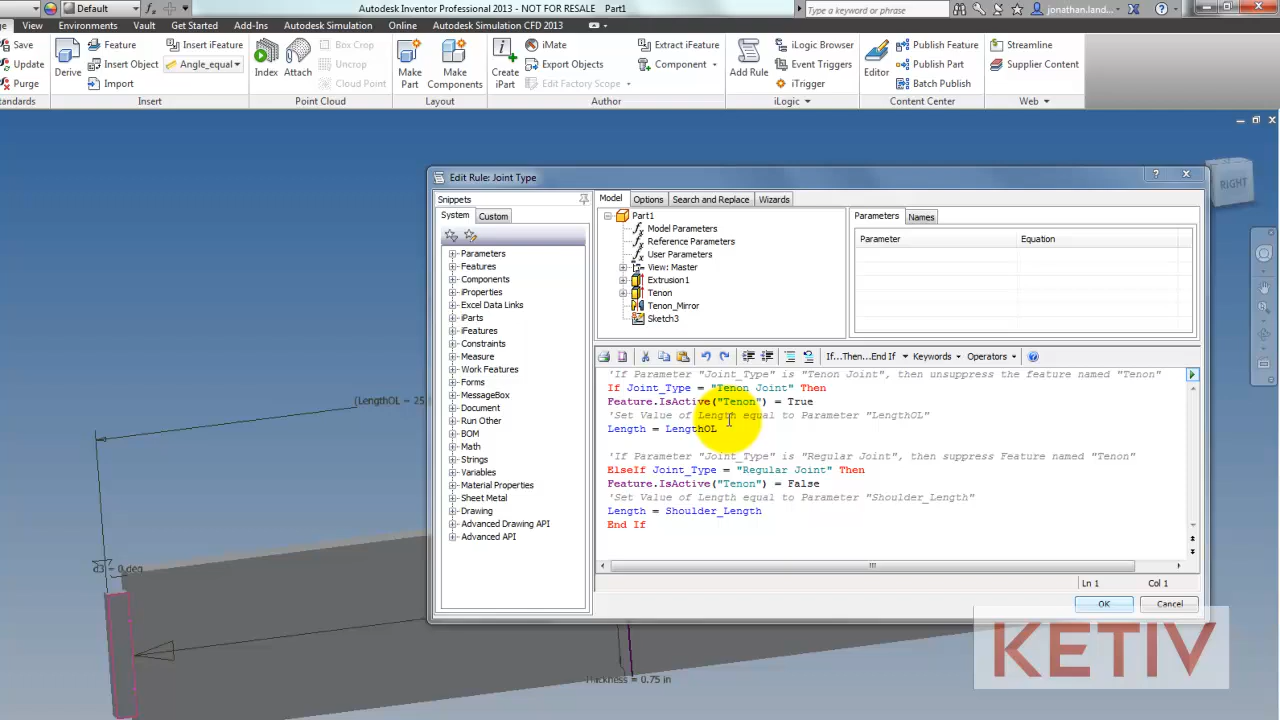 Default
Autodesk Inventor Professional 2013 - NOT FOR RESALE Part1
Type a keyword or phrase
jonathan.land...
View Environments Vault Get Started Add-Ins Autodesk Simulation Online Autodesk Simulation CFD 2013
Save
Update
Purge
Derive
Feature
Insert Object
Import
Insert iFeature
Angle_equal
Index
Attach
Box Crop
Uncrop
Cloud Point
Make Part
Make Components
Create iPart
iMate
Export Objects
Edit Factory Scope
Extract iFeature
Component
Add Rule
iLogic Browser
Event Triggers
iTrigger
Editor
Publish Feature
Publish Part
Batch Publish
Streamline
Supplier Content
Insert Point Cloud Layout Author iLogic Content Center Web
RIGHT
Edit Rule: Joint Type
Snippets
System Custom
Parameters
Features
Components
iProperties
Excel Data Links
iParts
iFeatures
Constraints
Measure
Work Features
Forms
MessageBox
Document
Run Other
BOM
Math
Strings
Variables
Material Properties
Sheet Metal
Drawing
Advanced Drawing API
Advanced API
Model Options Search and Replace Wizards
Part1
Model Parameters
Reference Parameters
User Parameters
View: Master
Extrusion1
Tenon
Tenon_Mirror
Sketch3
Parameters Names
Parameter Equation
If...Then...End If Keywords Operators
'If Parameter "Joint_Type" is "Tenon Joint", then unsuppress the feature named "Tenon"
If Joint_Type = "Tenon Joint" Then
Feature.IsActive("Tenon") = True
'Set Value of Length equal to Parameter "LengthOL"
Length = LengthOL
'If Parameter "Joint_Type" is "Regular Joint", then suppress Feature named "Tenon"
ElseIf Joint_Type = "Regular Joint" Then
Feature.IsActive("Tenon") = False
'Set Value of Length equal to Parameter "Shoulder_Length"
Length = Shoulder_Length
End If
Ln 1 Col 1
OK Cancel
(LengthOL = 25
d3 = 0 deg
Thickness = 0.75 in
KETIV